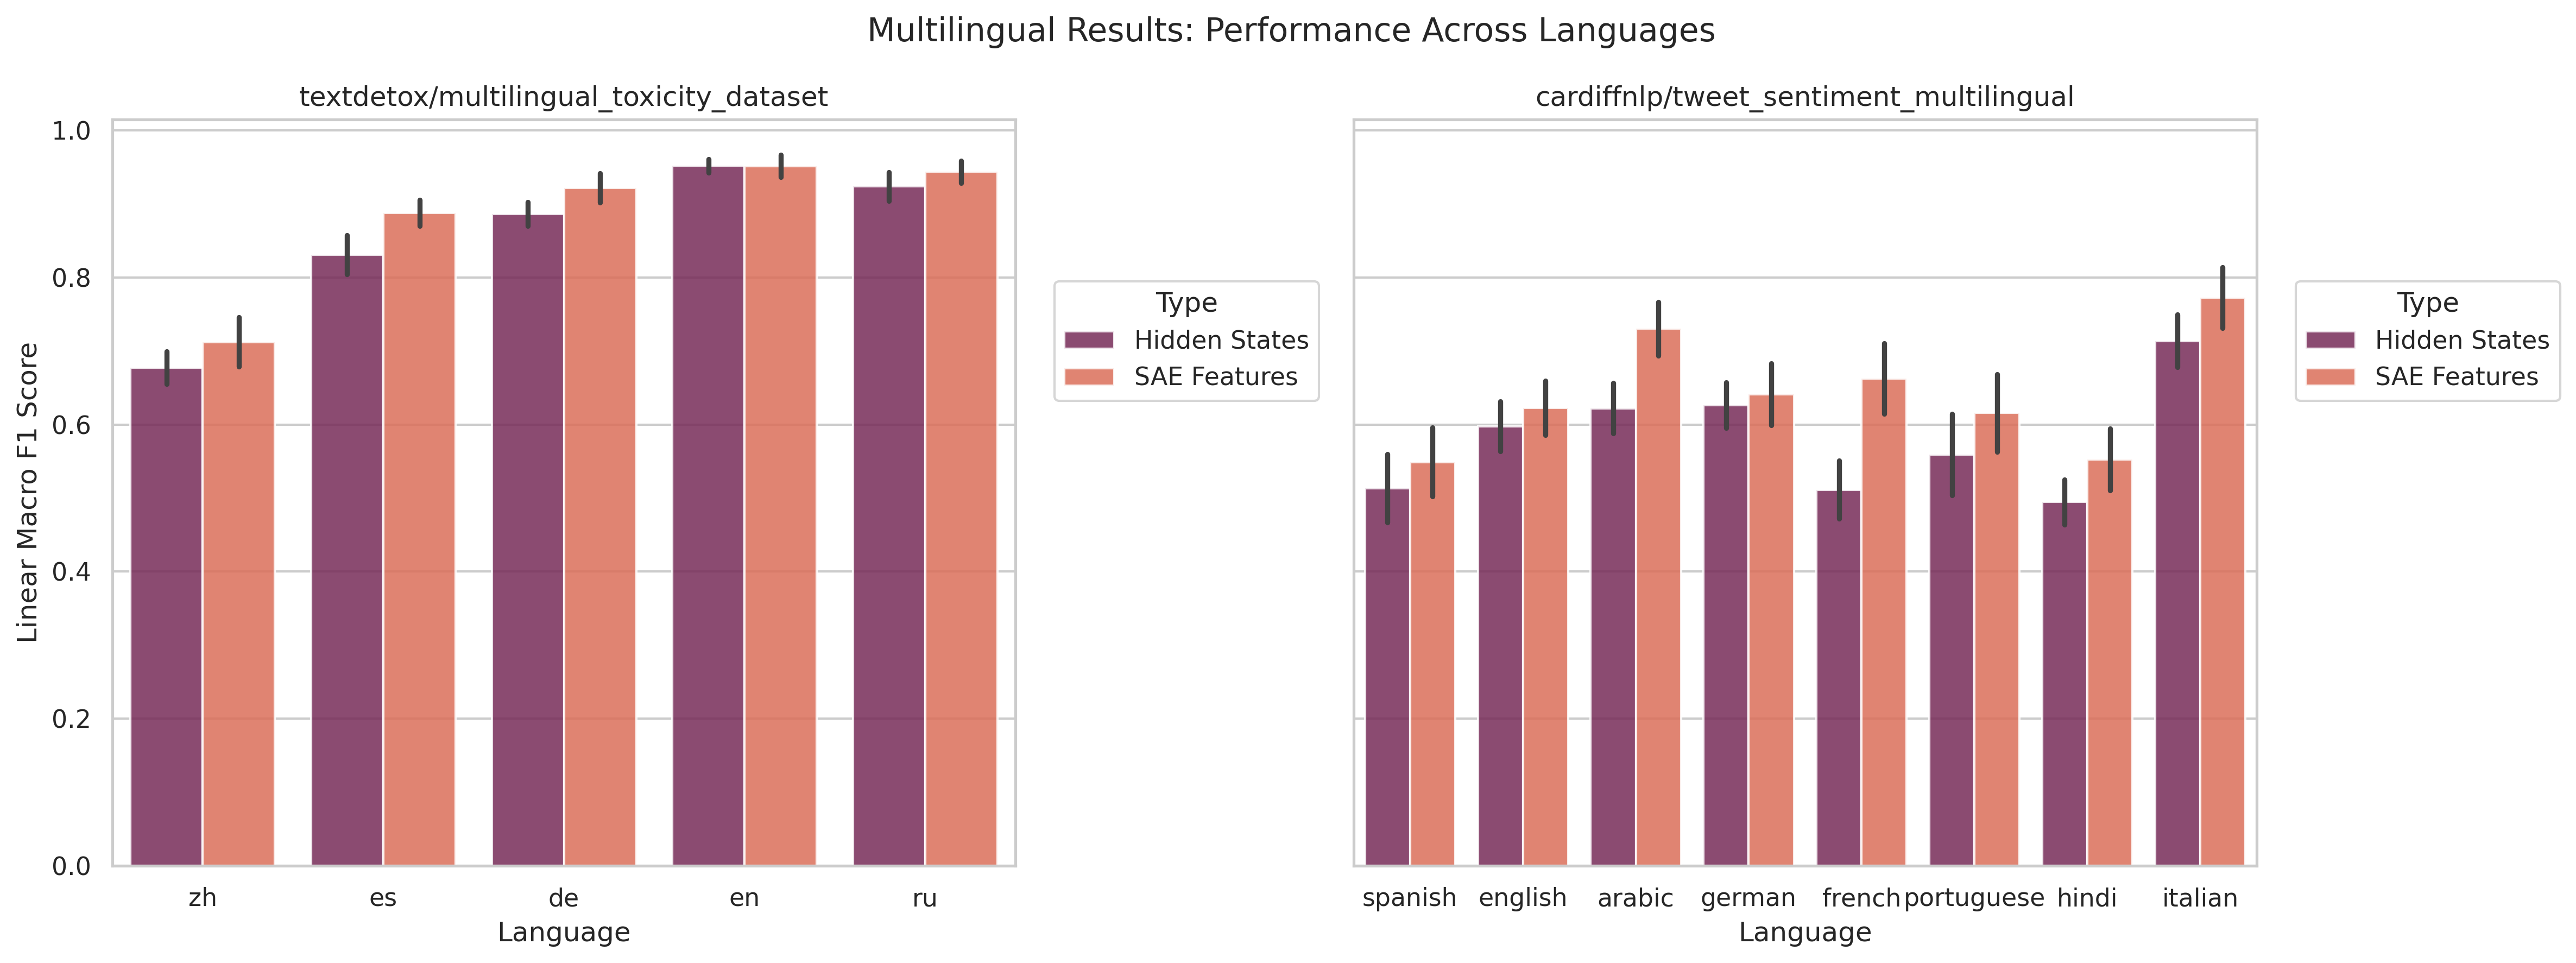 Multilingual Results: Performance Across Languages
textdetox/multilingual_toxicity_dataset
Linear Macro F1 Score
1.0
0.8
0.6
0.4
0.2
0.0
zh es de en ru
Language
Type
Hidden States
SAE Features
cardiffnlp/tweet_sentiment_multilingual
spanish english arabic german french portuguese hindi italian
Language
Type
Hidden States
SAE Features